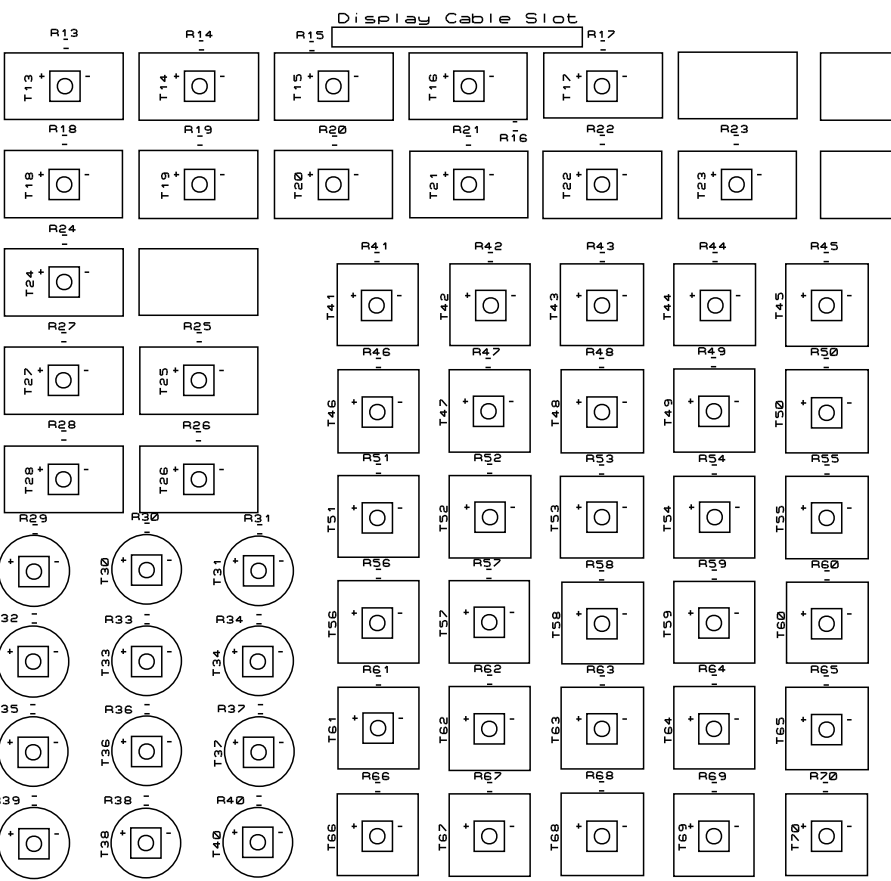 Display Cable Slot
R13 R14 R15 R17
T13 T14 T15 T16 T17
R18 R19 R20 R21 R16 R22 R23
T18 T19 T20 T21 T22 T23
R24
R41 R42 R43 R44 R45
T24
T41 T42 T43 T44 T45
R27 R25
R46 R47 R48 R49 R50
T27 T25
T46 T47 T48 T49 T50
R28 R26
R51 R52 R53 R54 R55
T28 T26
T51 T52 T53 T54 T55
R29 R30 R31
R56 R57 R58 R59 R60
T30 T31
32 R33 R34
T56 T57 T58 T59 T60
T33 T34
R61 R62 R63 R64 R65
35 R36 R37
T61 T62 T63 T64 T65
T36 T37
R66 R67 R68 R69 R70
R39 R38 R40
T38 T40
T66 T67 T68 T69 T70